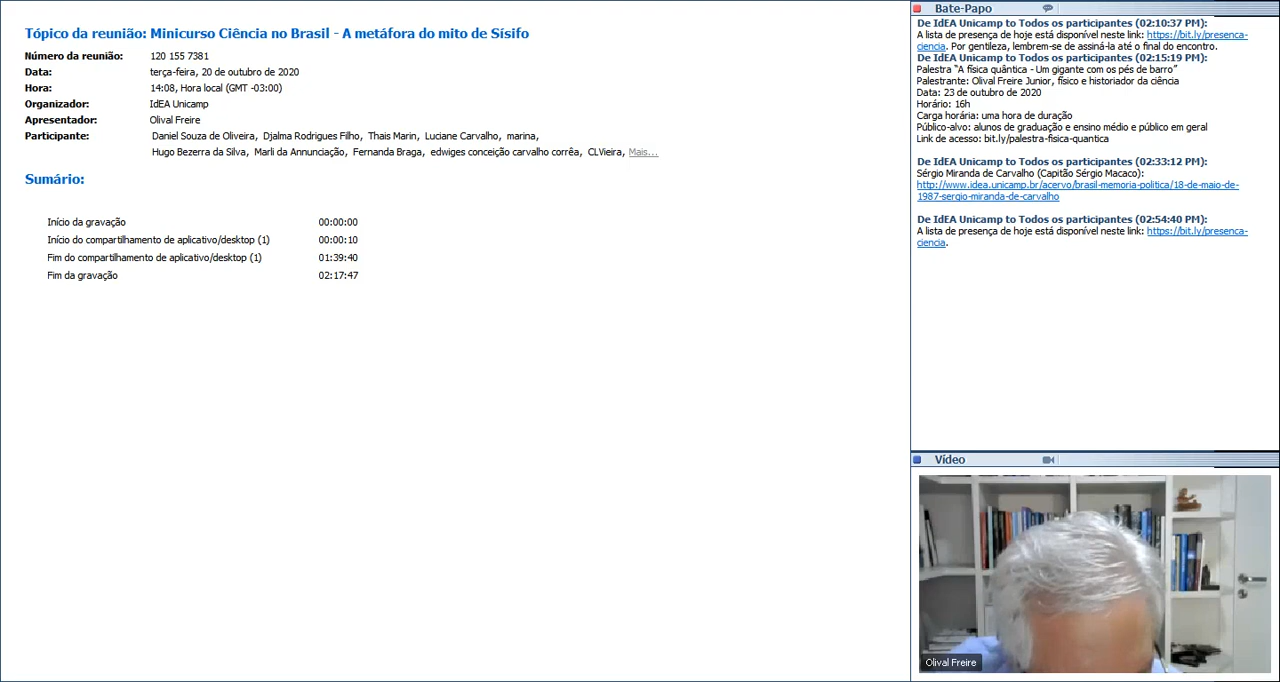 Tópico da reunião: Minicurso Ciência no Brasil - A metáfora do mito de Sísifo
Número da reunião: 120 155 7381
Data: terça-feira, 20 de outubro de 2020
Hora: 14:08, Hora local (GMT -03:00)
Organizador: IdEA Unicamp
Apresentador: Olival Freire
Participante: Daniel Souza de Oliveira, Djalma Rodrigues Filho, Thais Marin, Luciane Carvalho, marina,
Hugo Bezerra da Silva, Marli da Annunciação, Fernanda Braga, edwiges conceição carvalho corrêa, CLVieira, Mais...
Sumário:
Início da gravação 00:00:00
Início do compartilhamento de aplicativo/desktop (1) 00:00:10
Fim do compartilhamento de aplicativo/desktop (1) 01:39:40
Fim da gravação 02:17:47
Bate-Papo
De IdEA Unicamp to Todos os participantes (02:10:37 PM):
A lista de presença de hoje está disponível neste link: https://bit.ly/presenca-
ciencia. Por gentileza, lembrem-se de assiná-la até o final do encontro.
De IdEA Unicamp to Todos os participantes (02:15:19 PM):
Palestra "A física quântica - Um gigante com os pés de barro"
Palestrante: Olival Freire Junior, físico e historiador da ciência
Data: 23 de outubro de 2020
Horário: 16h
Carga horária: uma hora de duração
Público-alvo: alunos de graduação e ensino médio e público em geral
Link de acesso: bit.ly/palestra-fisica-quantica
De IdEA Unicamp to Todos os participantes (02:33:12 PM):
Sérgio Miranda de Carvalho (Capitão Sérgio Macaco):
http://www.idea.unicamp.br/acervo/brasil-memoria-politica/18-de-maio-de-
1987-sergio-miranda-de-carvalho
De IdEA Unicamp to Todos os participantes (02:54:40 PM):
A lista de presença de hoje está disponível neste link: https://bit.ly/presenca-
ciencia.
Vídeo
Olival Freire